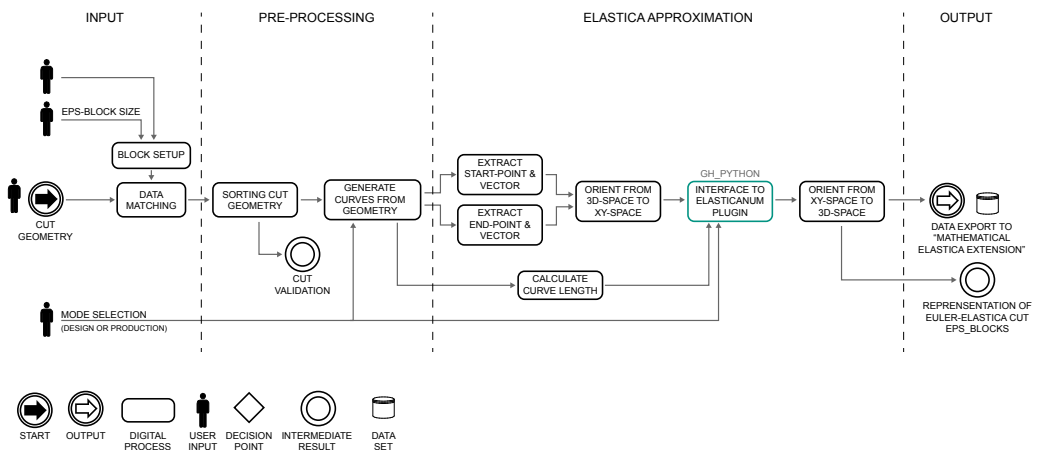 INPUT
PRE-PROCESSING
ELASTICA APPROXIMATION
OUTPUT
EPS-BLOCK SIZE
BLOCK SETUP
CUT
GEOMETRY
DATA
MATCHING
SORTING CUT
GEOMETRY
CUT
VALIDATION
GENERATE
CURVES FROM
GEOMETRY
EXTRACT
START-POINT &
VECTOR
EXTRACT
END-POINT &
VECTOR
ORIENT FROM
3D-SPACE TO
XY-SPACE
GH_PYTHON
INTERFACE TO
ELASTICANUM
PLUGIN
ORIENT FROM
XY-SPACE TO
3D-SPACE
DATA EXPORT TO
“MATHEMATICAL
ELASTICA EXTENSION”
CALCULATE
CURVE LENGTH
REPRENSENTATION OF
EULER-ELASTICA CUT
EPS_BLOCKS
MODE SELECTION
(DESIGN OR PRODUCTION)
START
OUTPUT
DIGITAL
PROCESS
USER
INPUT
DECISION
POINT
INTERMEDIATE
RESULT
DATA
SET